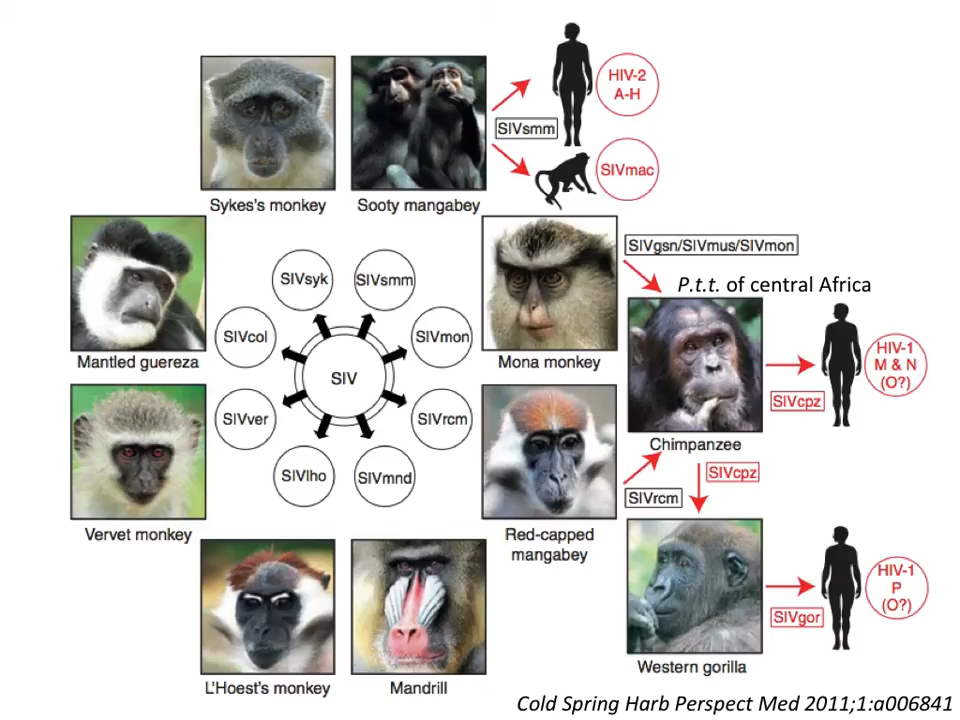 HIV-2
A-H
SIVsmm
SIVmac
Sykes's monkey
Sooty mangabey
SIVgsn/SIVmus/SIVmon
P.t.t. of central Africa
SIVsyk
SIVsmm
SIVcol
SIVmon
Mantled guereza
Mona monkey
HIV-1
M & N
(O?)
SIV
SIVcpz
SIVver
SIVrcm
Chimpanzee
SIVcpz
SIVlho
SIVmnd
SIVrcm
Vervet monkey
Red-capped
mangabey
HIV-1
P
(O?)
SIVgor
L'Hoest's monkey
Mandrill
Western gorilla
Cold Spring Harb Perspect Med 2011;1:a006841